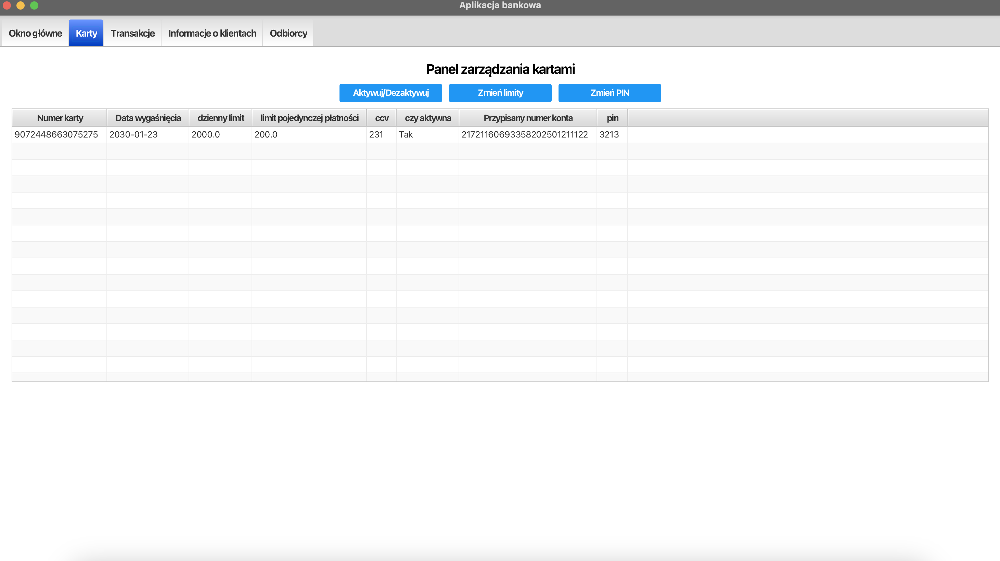 Aplikacja bankowa
Okno główne Karty Transakcje Informacje o klientach Odbiorcy
Panel zarządzania kartami
Aktywuj/Dezaktywuj Zmień limity Zmień PIN
Numer karty Data wygaśnięcia dzienny limit limit pojedynczej płatności ccv czy aktywna Przypisany numer konta pin
9072448663075275 2030-01-23 2000.0 200.0 231 Tak 21721160693358202501211122 3213